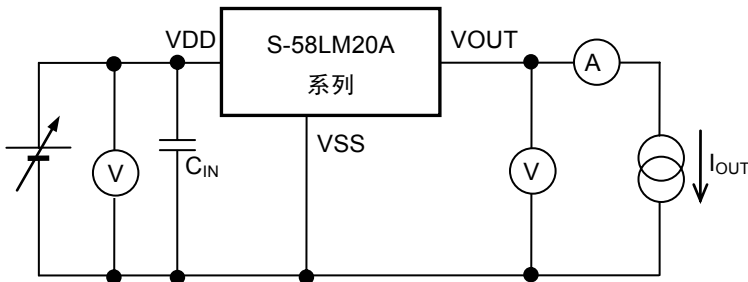 VDD
S-58LM20A
系列
VOUT
VSS
CIN
V
V
A
IOUT